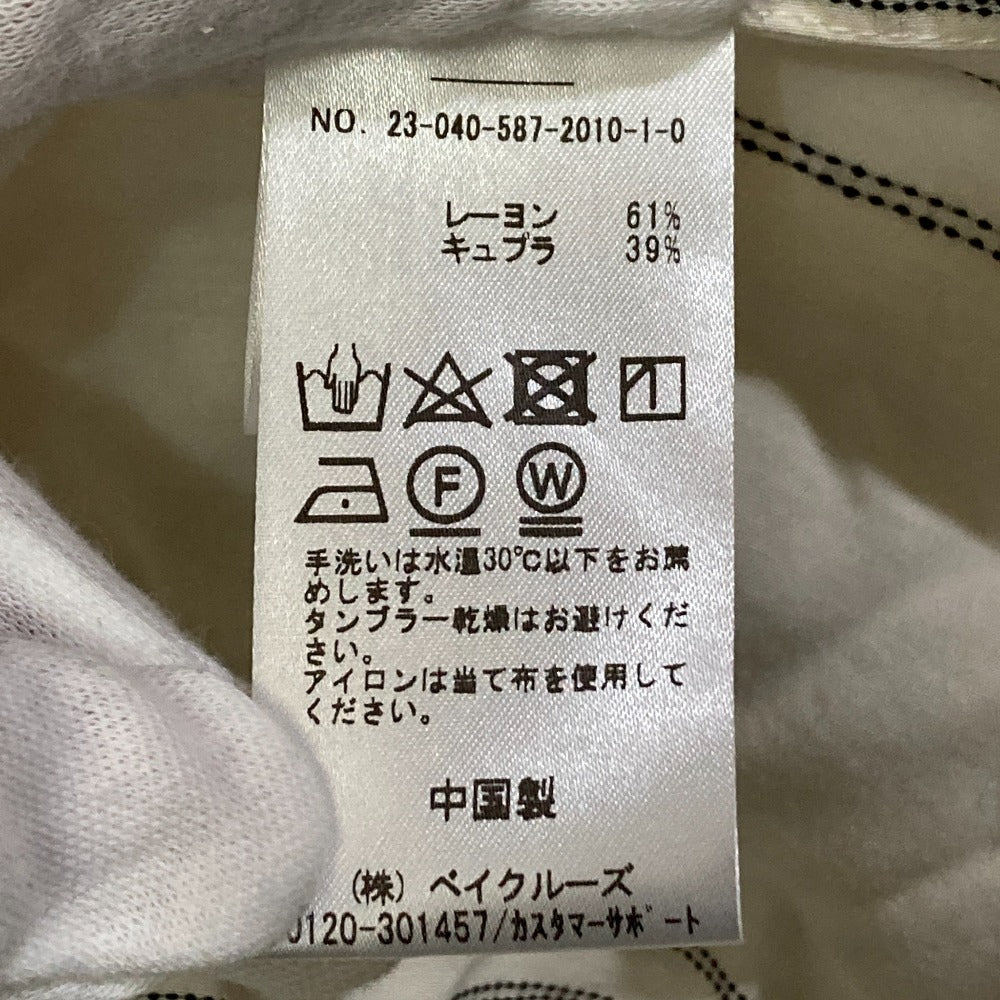 NO. 23-040-587-2010-1-0
レーヨン 61%
キュプラ 39%
F
W
手洗いは水温30℃以下をお薦
めします。
タンブラー乾燥はお避けくだ
さい。
アイロンは当て布を使用して
ください。
中国製
(株) ベイクルーズ
0120-301457/カスタマーサポート